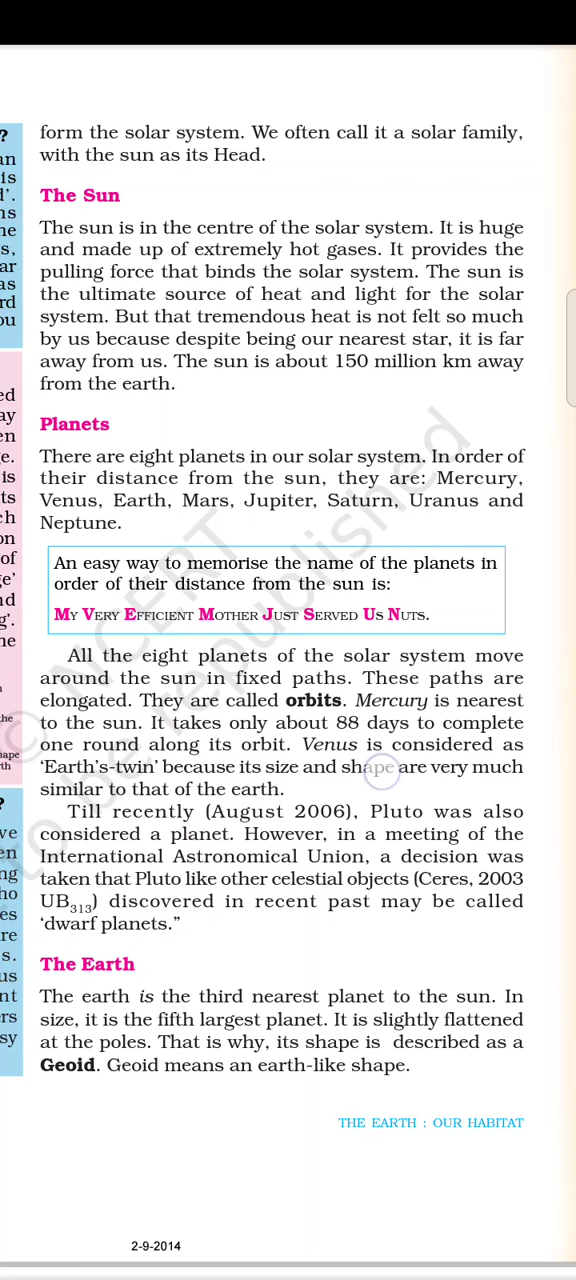 form the solar system. We often call it a solar family,
with the sun as its Head.
The Sun
The sun is in the centre of the solar system. It is huge
and made up of extremely hot gases. It provides the
pulling force that binds the solar system. The sun is
the ultimate source of heat and light for the solar
system. But that tremendous heat is not felt so much
by us because despite being our nearest star, it is far
away from us. The sun is about 150 million km away
from the earth.
Planets
There are eight planets in our solar system. In order of
their distance from the sun, they are: Mercury,
Venus, Earth, Mars, Jupiter, Saturn, Uranus and
Neptune.
An easy way to memorise the name of the planets in
order of their distance from the sun is:
MY VERY EFFICIENT MOTHER JUST SERVED US NUTS.
All the eight planets of the solar system move
around the sun in fixed paths. These paths are
elongated. They are called orbits. Mercury is nearest
to the sun. It takes only about 88 days to complete
one round along its orbit. Venus is considered as
‘Earth’s-twin’ because its size and shape are very much
similar to that of the earth.
Till recently (August 2006), Pluto was also
considered a planet. However, in a meeting of the
International Astronomical Union, a decision was
taken that Pluto like other celestial objects (Ceres, 2003
UB313) discovered in recent past may be called
‘dwarf planets.”
The Earth
The earth is the third nearest planet to the sun. In
size, it is the fifth largest planet. It is slightly flattened
at the poles. That is why, its shape is described as a
Geoid. Geoid means an earth-like shape.
THE EARTH : OUR HABITAT
2-9-2014
© NCERT
to be republished